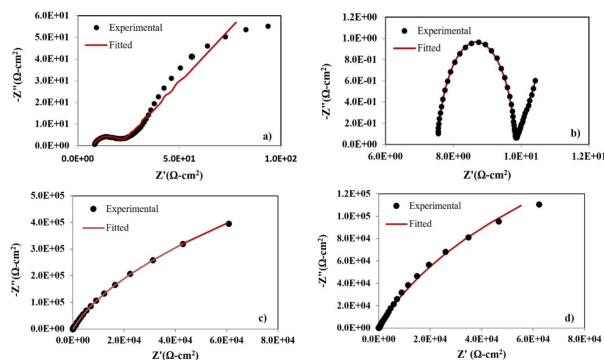 6.0E+01
5.0E+01
4.0E+01
3.0E+01
2.0E+01
1.0E+01
0.0E+00
-Z"(Ω-cm²)
Experimental
Fitted
a)
0.0E+00 5.0E+01 1.0E+02
Z'(Ω-cm²)
-1.2E+00
-1.0E+00
-8.0E-01
-6.0E-01
-4.0E-01
-2.0E-01
0.0E+00
-Z"(Ω-cm²)
Experimental
Fitted
b)
6.0E+00 8.0E+00 1.0E+01
Z'(Ω-cm²)
5.0E+05
4.0E+05
3.0E+05
2.0E+05
1.0E+05
0.0E+00
-Z"(Ω-cm²)
Experimental
Fitted
c)
0.0E+00 2.0E+04 4.0E+04 6.0E+04 8.0E+04
Z'(Ω-cm²)
1.2E+05
1.0E+05
8.0E+04
6.0E+04
4.0E+04
2.0E+04
0.0E+00
-Z"(Ω-cm²)
Experimental
Fitted
d)
0.0E+00 2.0E+04 4.0E+04 6.0E+04 8.0E+04
Z' (Ω-cm²)